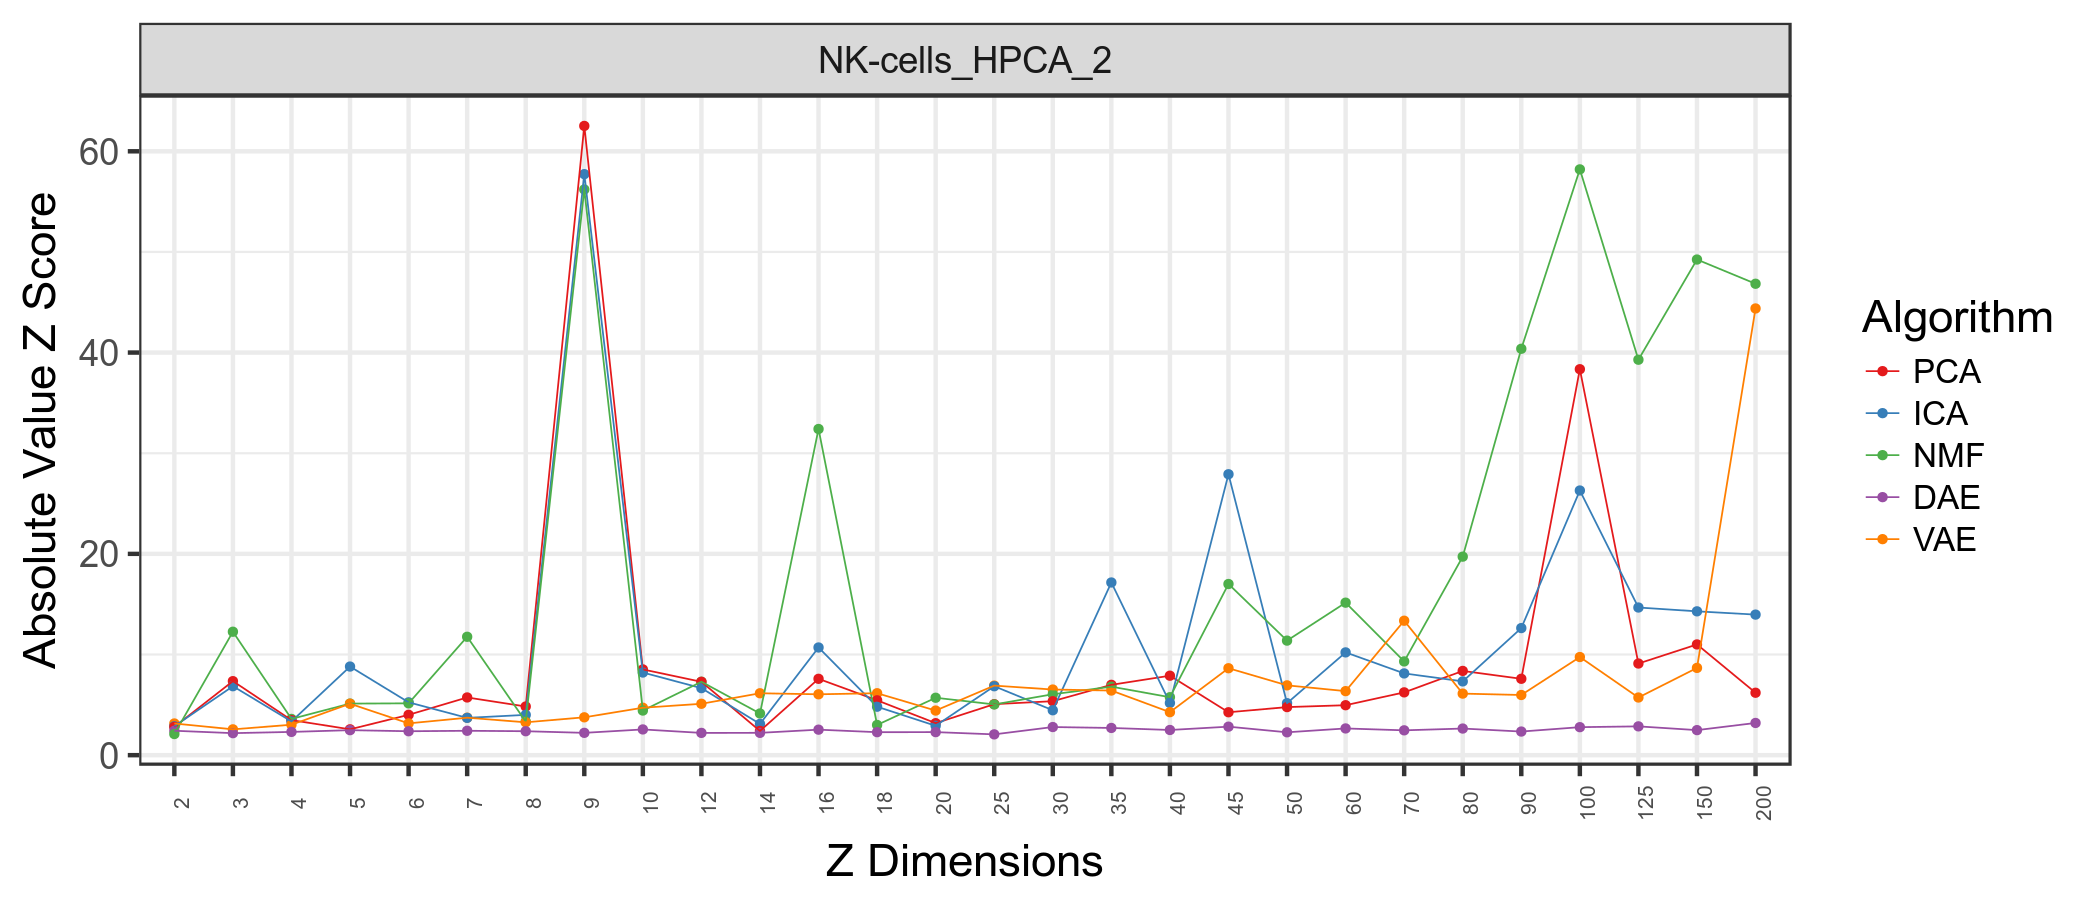 NK-cells_HPCA_2
Absolute Value Z Score
60
40
20
0
2 3 4 5 6 7 8 9 10 12 14 16 18 20 25 30 35 40 45 50 60 70 80 90 100 125 150 200
Z Dimensions
Algorithm
PCA
ICA
NMF
DAE
VAE